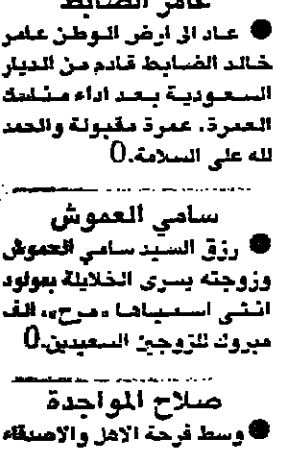 عامر الضابط
● عاد الى ارض الوطن عامر
خالد الضابط قادم من الديار
السعودية بعد اداء مناسك
العمرة. عمرة مقبولة والحمد
لله على السلامة.0
سامي العموش
● رزق السيد سامي العموش
وزوجته يسرى الخلايلة بمولود
انثى اسمياها «مرح»، الف
مبروك للزوجين السعيدين.0
صلاح المواجدة
● وسط فرحة الاهل والاصدقاء